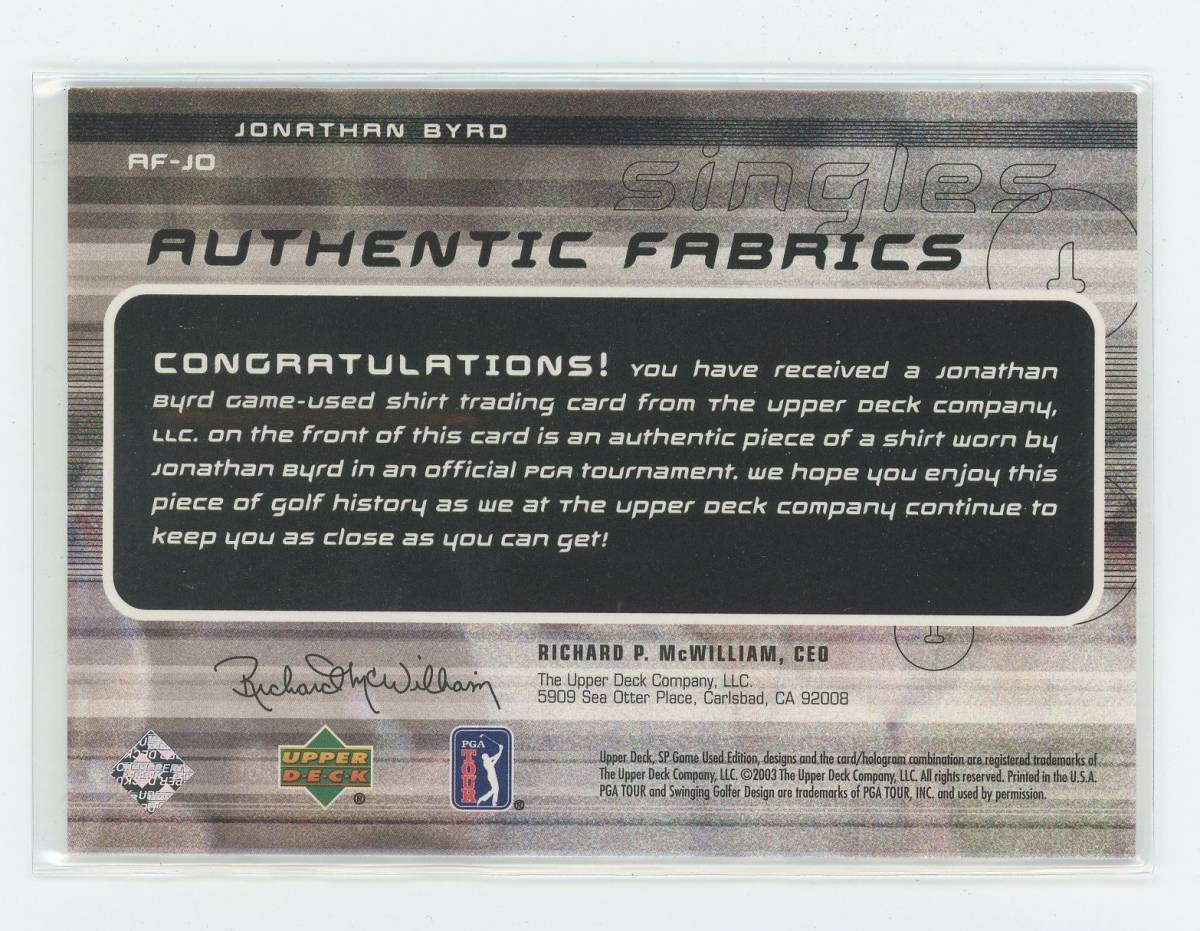 JONATHAN BYRD
AF-JO
singles
AUTHENTIC FABRICS
CONGRATULATIONS! You have received a Jonathan
Byrd Game-used shirt trading card from The Upper Deck Company,
LLC. On the front of this card is an authentic piece of a shirt worn by
Jonathan Byrd in an official PGA tournament. We hope you enjoy this
piece of golf history as we at The Upper Deck Company continue to
keep you as close as you can get!
Richard McWilliam
RICHARD P. McWILLIAM, CEO
The Upper Deck Company, LLC.
5909 Sea Otter Place, Carlsbad, CA 92008
UPPER
DECK
®
PGA
TOUR
®
Upper Deck, SP Game Used Edition, designs and the card/hologram combination are registered trademarks of
The Upper Deck Company, LLC. ©2003 The Upper Deck Company, LLC. All rights reserved. Printed in the U.S.A.
PGA TOUR and Swinging Golfer Design are trademarks of PGA TOUR, INC. and used by permission.